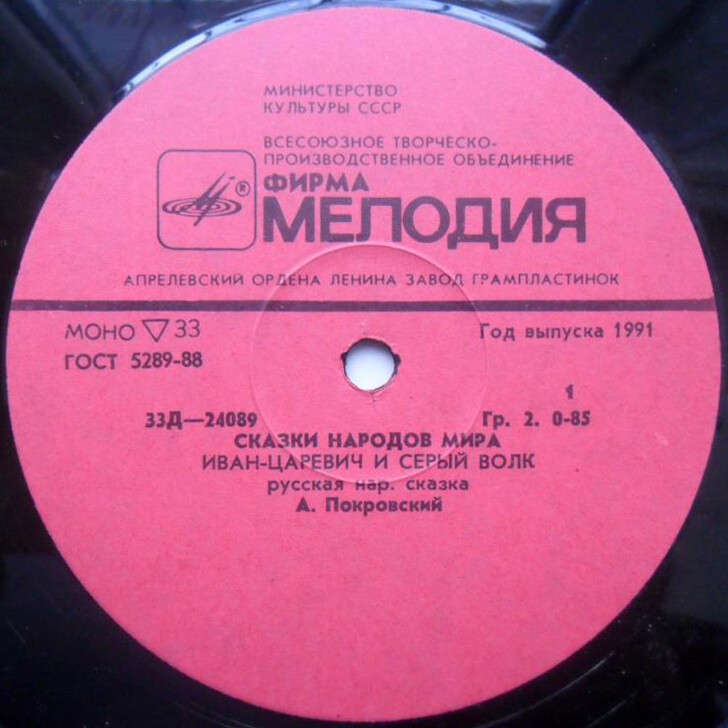 МИНИСТЕРСТВО
КУЛЬТУРЫ СССР
ВСЕСОЮЗНОЕ ТВОРЧЕСКО-
ПРОИЗВОДСТВЕННОЕ ОБЪЕДИНЕНИЕ
®
ФИРМА
МЕЛОДИЯ
АПРЕЛЕВСКИЙ ОРДЕНА ЛЕНИНА ЗАВОД ГРАМПЛАСТИНОК
МОНО ▽ 33
Год выпуска 1991
ГОСТ 5289-88
1
33Д—24089
Гр. 2. 0-85
СКАЗКИ НАРОДОВ МИРА
ИВАН-ЦАРЕВИЧ И СЕРЫЙ ВОЛК
русская нар. сказка
А. Покровский